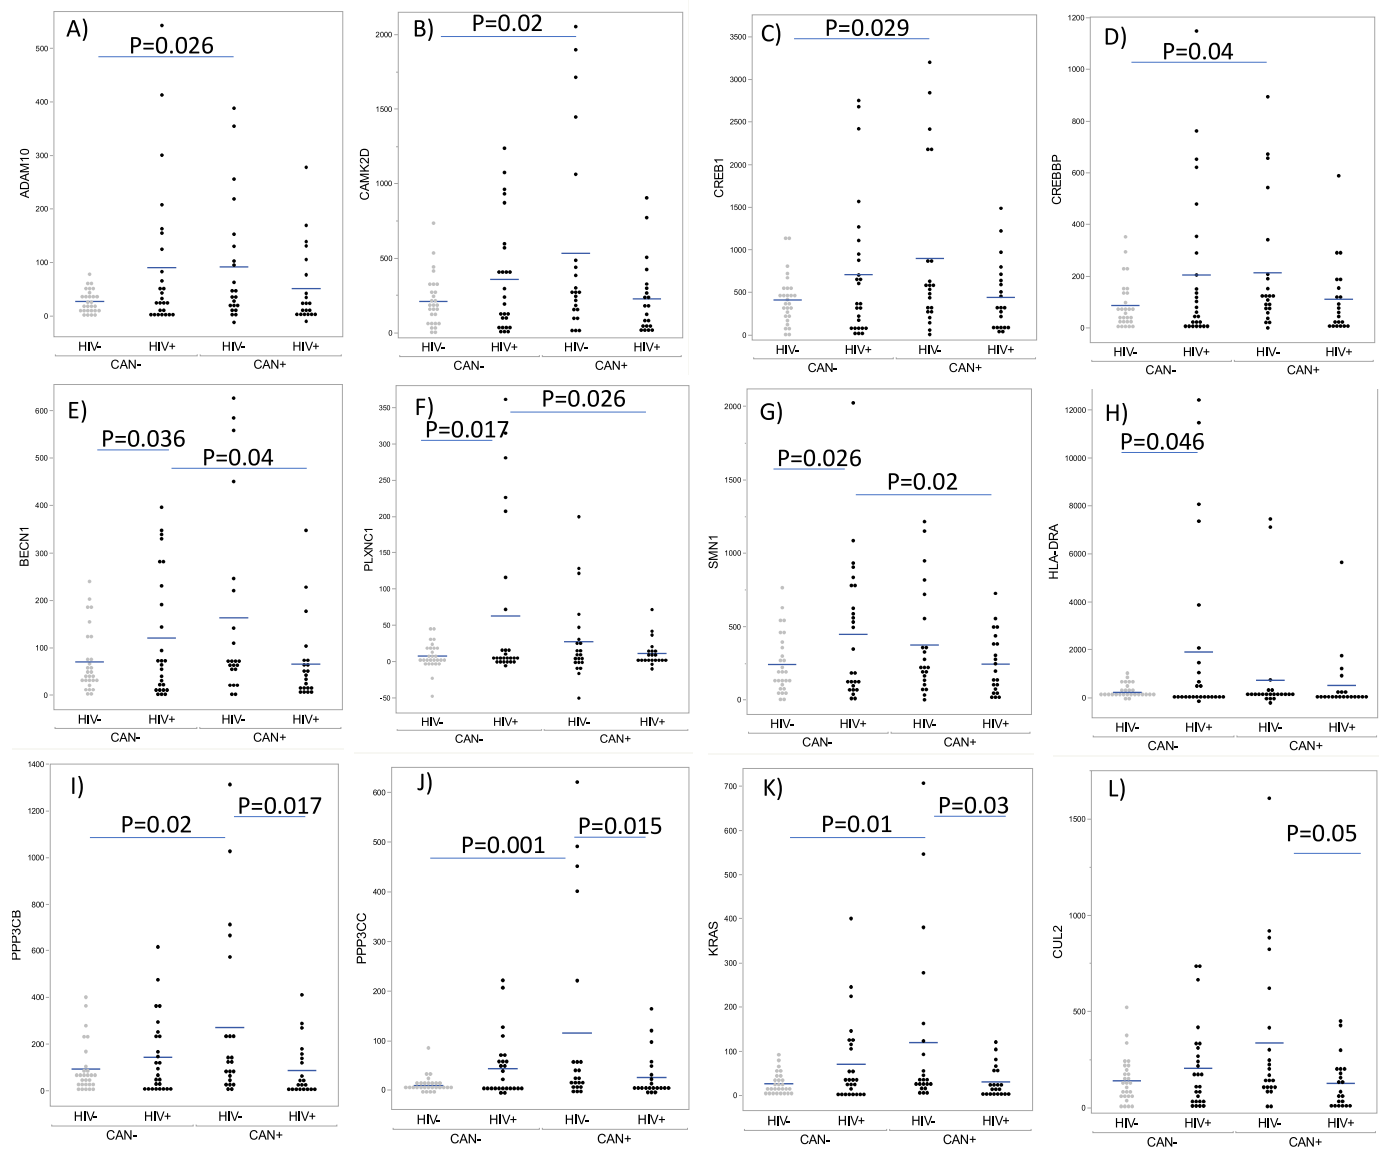 A)
P=0.026
ADAM10
500
400
300
200
100
0
HIV- HIV+ HIV- HIV+
CAN- CAN+
B)
P=0.02
CAMK2D
2000
1500
1000
500
0
HIV- HIV+ HIV- HIV+
CAN- CAN+
C)
P=0.029
CREB1
3500
3000
2500
2000
1500
1000
500
0
HIV- HIV+ HIV- HIV+
CAN- CAN+
D)
P=0.04
CREBBP
1200
1000
800
600
400
200
0
HIV- HIV+ HIV- HIV+
CAN- CAN+
E)
P=0.036
P=0.04
BECN1
600
500
400
300
200
100
0
HIV- HIV+ HIV- HIV+
CAN- CAN+
F)
P=0.026
P=0.017
PLXNC1
350
300
250
200
150
100
50
0
-50
HIV- HIV+ HIV- HIV+
CAN- CAN+
G)
P=0.026
P=0.02
SMN1
2000
1500
1000
500
0
HIV- HIV+ HIV- HIV+
CAN- CAN+
H)
P=0.046
HLA-DRA
12000
10000
8000
6000
4000
2000
0
HIV- HIV+ HIV- HIV+
CAN- CAN+
I)
P=0.017
P=0.02
PPP3CB
1400
1200
1000
800
600
400
200
0
HIV- HIV+ HIV- HIV+
CAN- CAN+
J)
P=0.015
P=0.001
PPP3CC
600
500
400
300
200
100
0
HIV- HIV+ HIV- HIV+
CAN- CAN+
K)
P=0.03
P=0.01
KRAS
700
600
500
400
300
200
100
0
HIV- HIV+ HIV- HIV+
CAN- CAN+
L)
P=0.05
CUL2
1500
1000
500
0
HIV- HIV+ HIV- HIV+
CAN- CAN+